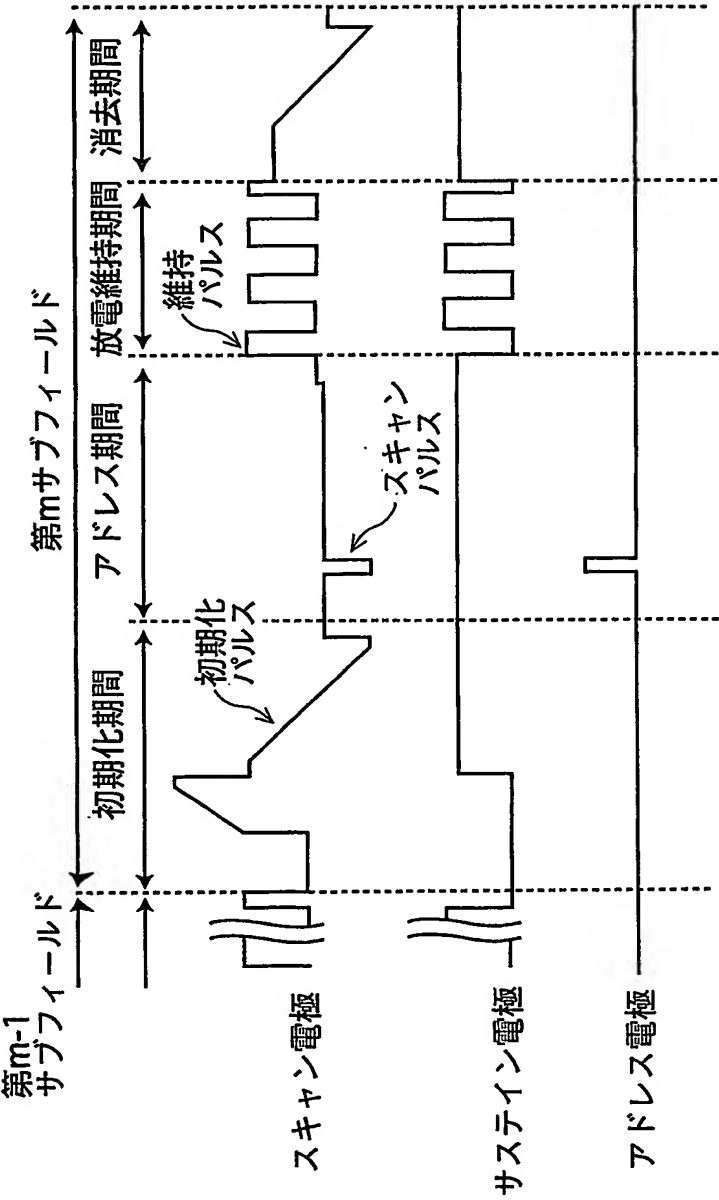 第m-1
サブフィールド
第mサブフィールド
初期化期間
アドレス期間
放電維持期間
消去期間
初期化
パルス
スキャン
パルス
維持
パルス
スキャン電極
サステイン電極
アドレス電極